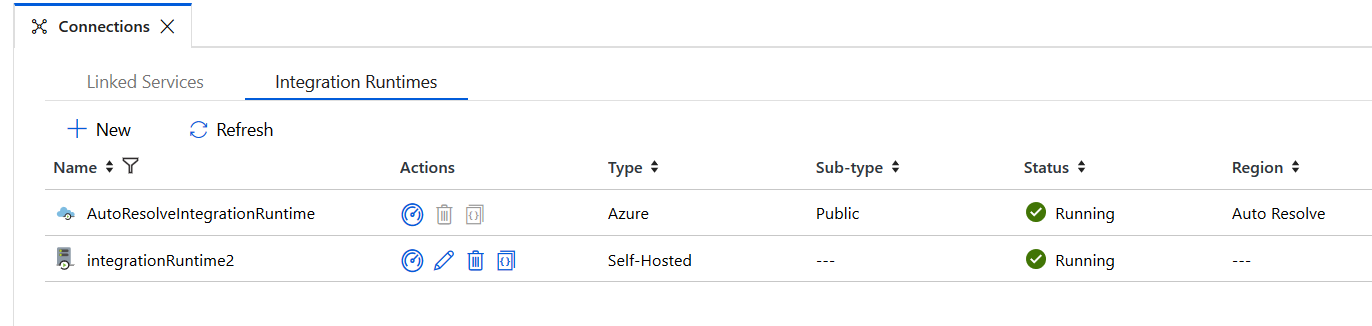 Connections
Linked Services Integration Runtimes
New Refresh
Name Actions Type Sub-type Status Region
AutoResolveIntegrationRuntime Azure Public Running Auto Resolve
integrationRuntime2 Self-Hosted --- Running ---